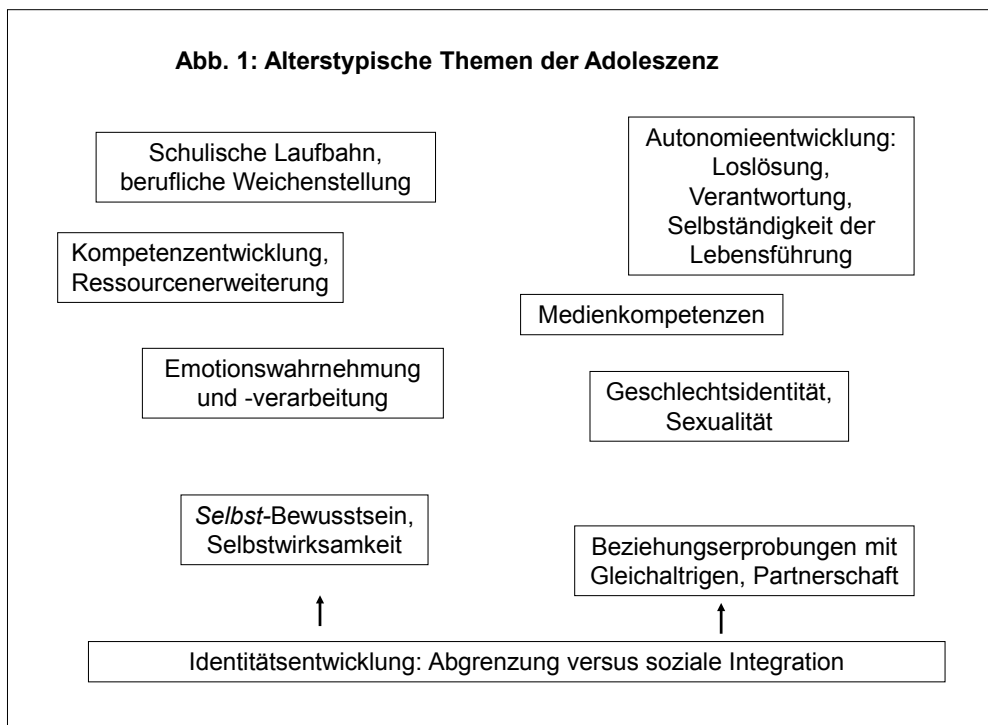 Abb. 1: Alterstypische Themen der Adoleszenz
Schulische Laufbahn,
berufliche Weichenstellung
Autonomieentwicklung:
Loslösung,
Verantwortung,
Selbständigkeit der
Lebensführung
Kompetenzentwicklung,
Ressourcenerweiterung
Medienkompetenzen
Emotionswahrnehmung
und -verarbeitung
Geschlechtsidentität,
Sexualität
Selbst-Bewusstsein,
Selbstwirksamkeit
Beziehungserprobungen mit
Gleichaltrigen, Partnerschaft
Identitätsentwicklung: Abgrenzung versus soziale Integration